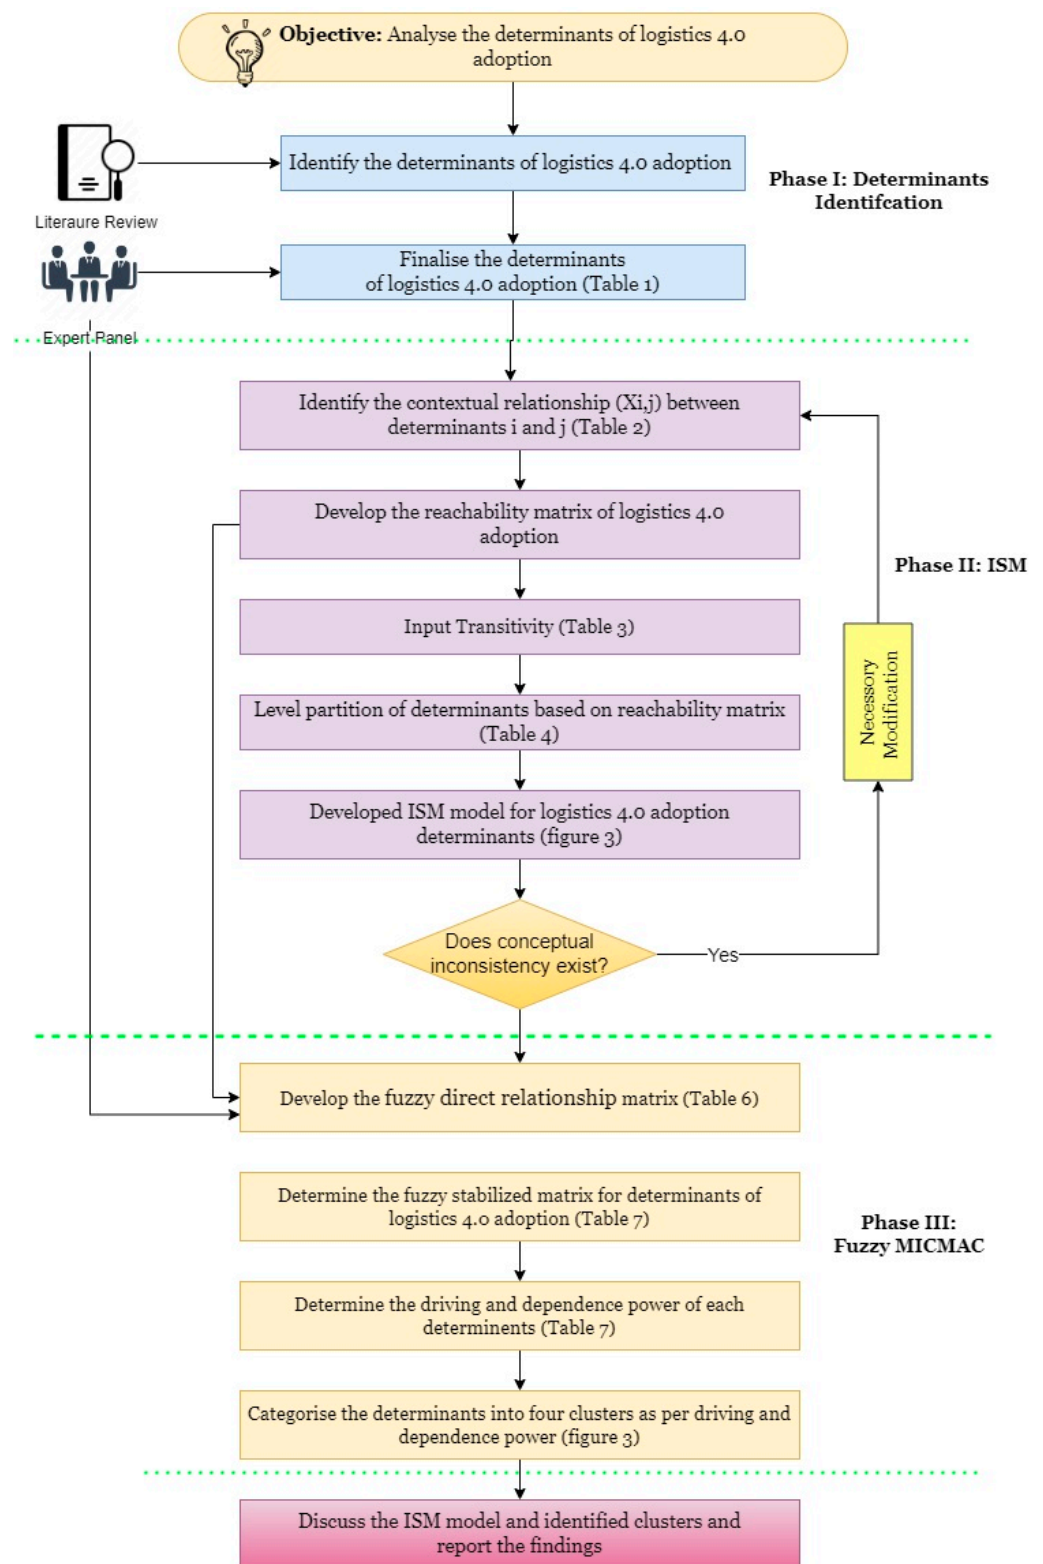 Objective: Analyse the determinants of logistics 4.0
adoption
Identify the determinants of logistics 4.0 adoption
Phase I: Determinants
Identifcation
Literaure Review
Finalise the determinants
of logistics 4.0 adoption (Table 1)
Expert Panel
Identify the contextual relationship (Xi,j) between
determinants i and j (Table 2)
Develop the reachability matrix of logistics 4.0
adoption
Phase II: ISM
Input Transitivity (Table 3)
Necessory
Modification
Level partition of determinants based on reachability matrix
(Table 4)
Developed ISM model for logistics 4.0 adoption
determinants (figure 3)
Does conceptual
inconsistency exist?
Yes
Develop the fuzzy direct relationship matrix (Table 6)
Determine the fuzzy stabilized matrix for determinants of
logistics 4.0 adoption (Table 7)
Phase III:
Fuzzy MICMAC
Determine the driving and dependence power of each
determinents (Table 7)
Categorise the determinants into four clusters as per driving and
dependence power (figure 3)
Discuss the ISM model and identified clusters and
report the findings